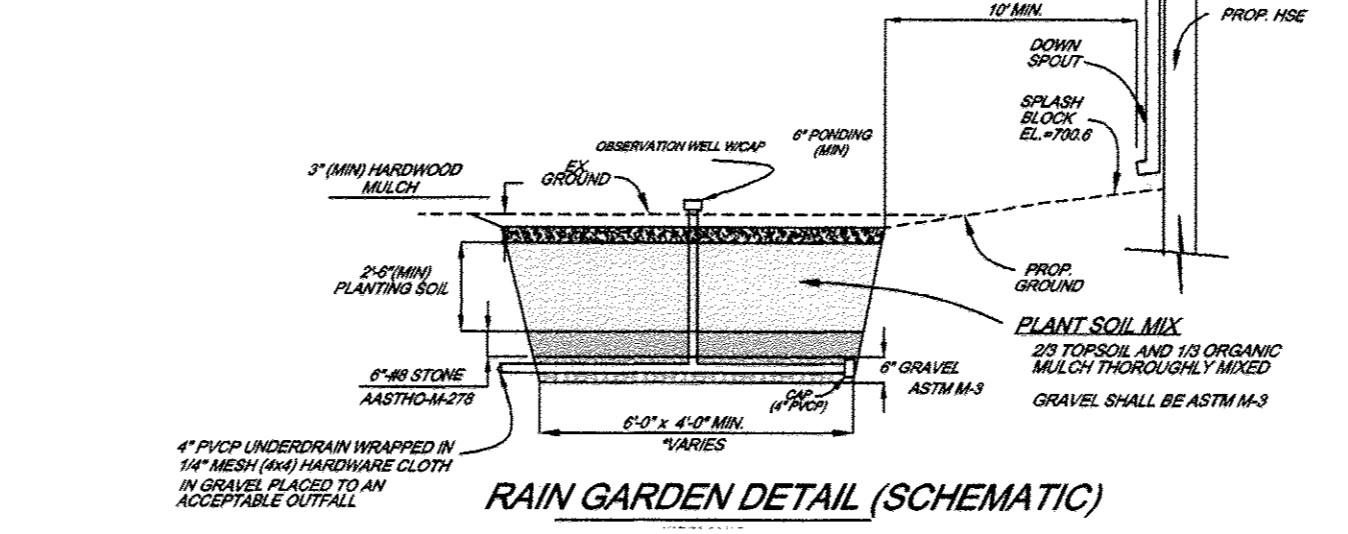 10' MIN.
PROP. HSE
DOWN
SPOUT
SPLASH
BLOCK
EL.=700.6
6" PONDING
(MIN)
OBSERVATION WELL W/CAP
EX.
GROUND
3" (MIN) HARDWOOD
MULCH
2'-6"(MIN)
PLANTING SOIL
PROP.
GROUND
PLANT SOIL MIX
2/3 TOPSOIL AND 1/3 ORGANIC
MULCH THOROUGHLY MIXED
GRAVEL SHALL BE ASTM M-3
6"-#8 STONE
AASTHO-M-278
6" GRAVEL
ASTM M-3
CAP
(4" PVCP)
6'-0" x 4'-0" MIN.
*VARIES
4" PVCP UNDERDRAIN WRAPPED IN
1/4" MESH (4x4) HARDWARE CLOTH
IN GRAVEL PLACED TO AN
ACCEPTABLE OUTFALL
RAIN GARDEN DETAIL (SCHEMATIC)